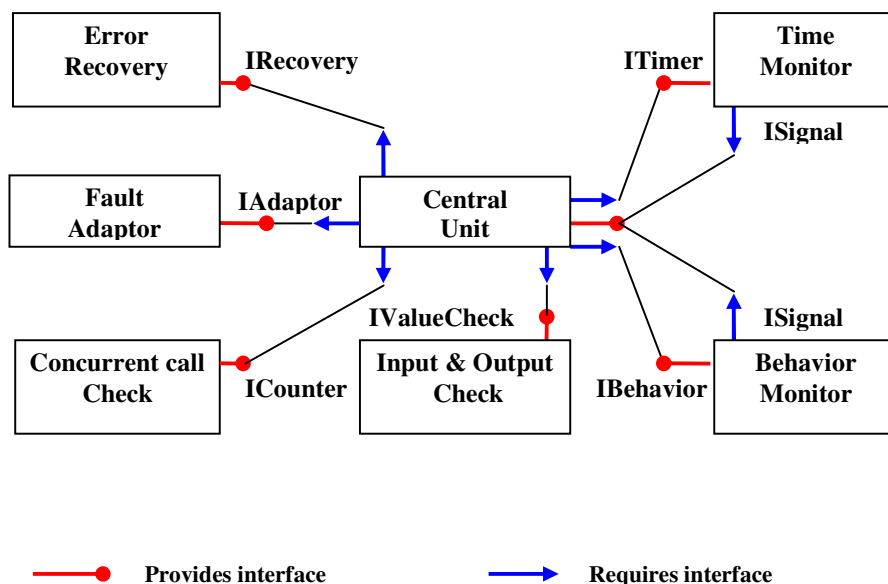 Error
Recovery
IRecovery
ITimer
Time
Monitor
ISignal
Fault
Adaptor
IAdaptor
Central
Unit
IValueCheck
ISignal
Concurrent call
Check
ICounter
Input & Output
Check
IBehavior
Behavior
Monitor
Provides interface
Requires interface